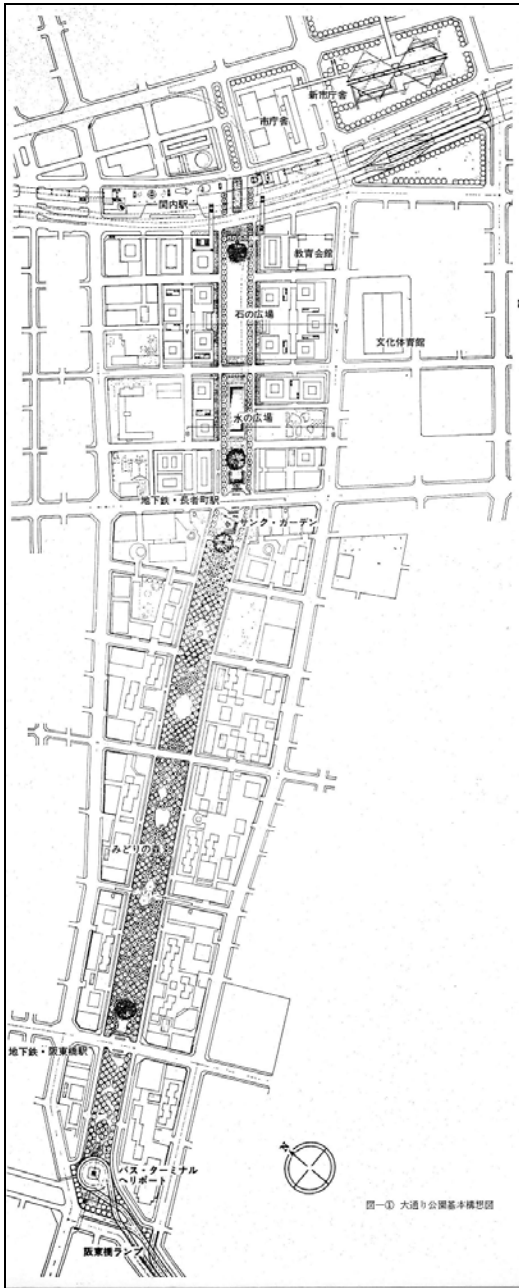 新市庁舎
市庁舎
関内駅
教育会館
石の広場
文化体育館
水の広場
地下鉄・長者町駅
サンク・ガーデン
みどりの森
地下鉄・阪東橋駅
バス・ターミナル
ヘリポート
阪東橋ランプ
図—① 大通り公園基本構想図